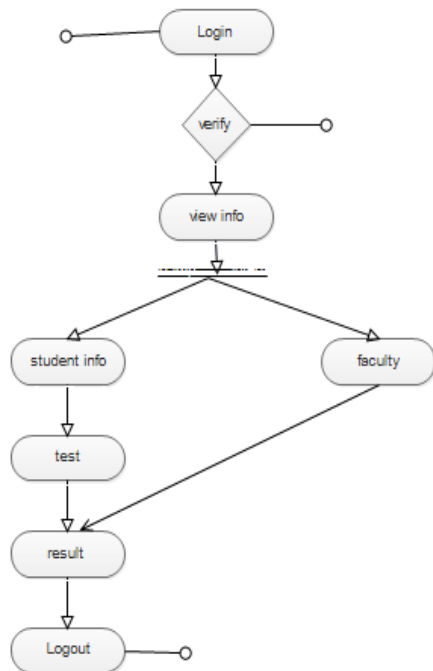 Login
verify
view info
student info
faculty
test
result
Logout